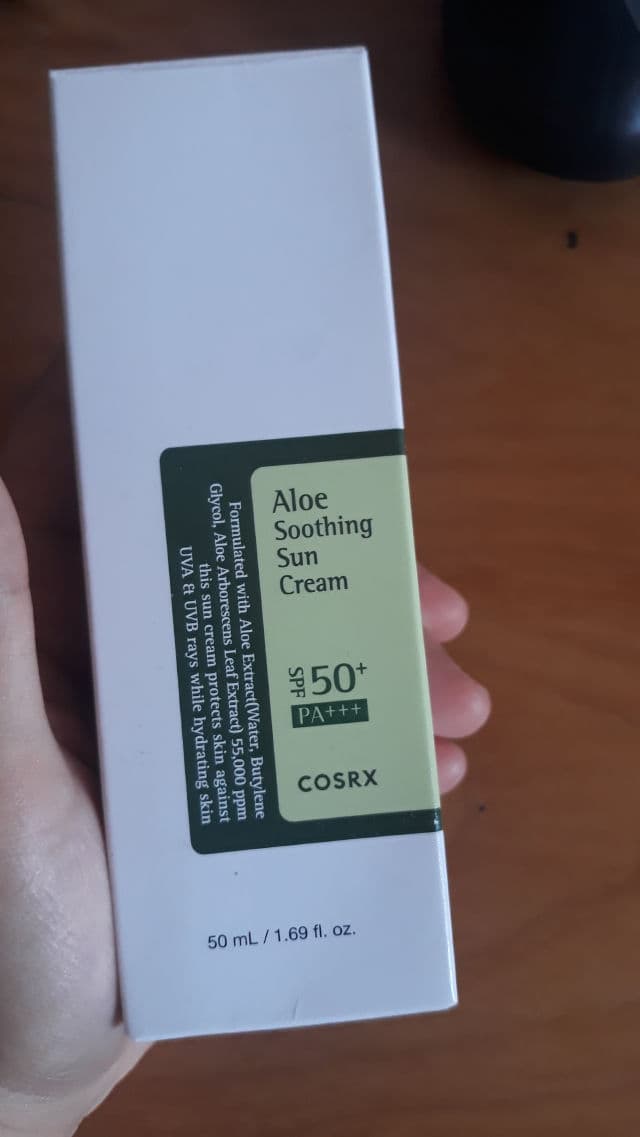 Aloe
Soothing
Sun
Cream
SPF 50+
PA+++
COSRX
Formulated with Aloe Extract(Water, Butylene
Glycol, Aloe Arborescens Leaf Extract) 55,000 ppm
this sun cream protects skin against
UVA & UVB rays while hydrating skin
50 mL / 1.69 fl. oz.